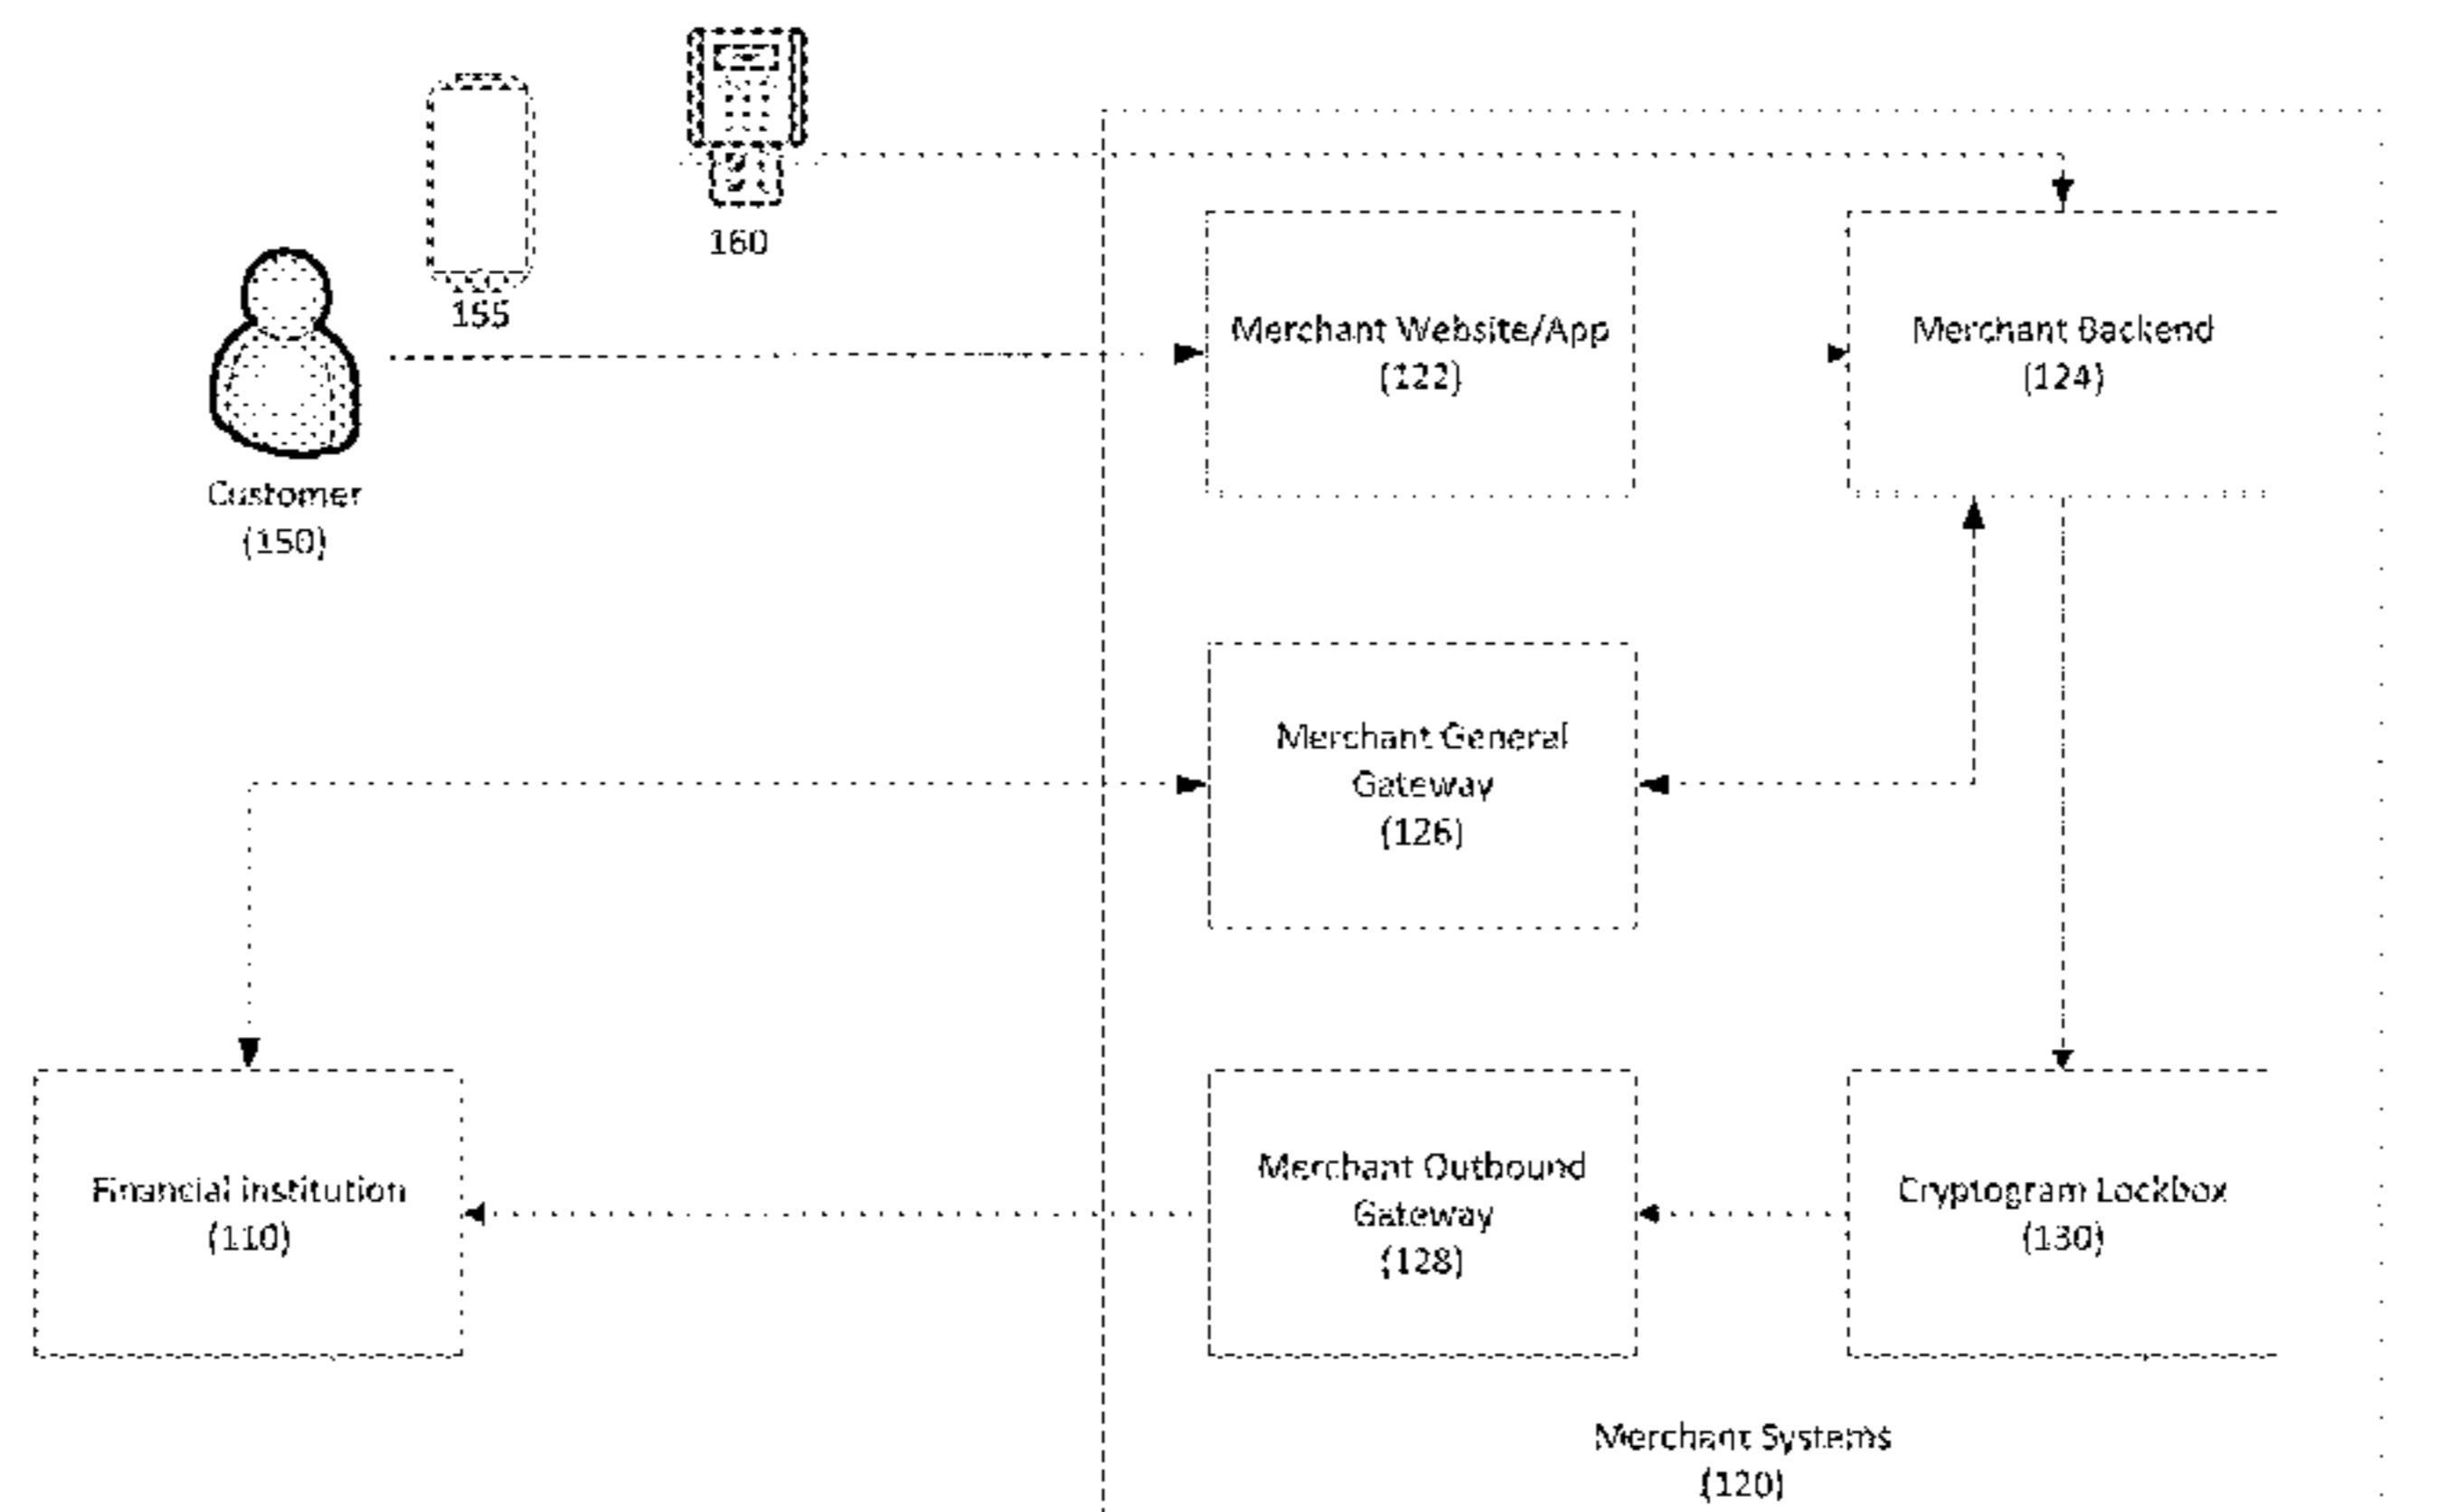 160
155
Merchant Website/App
(122)
Merchant Backend
(124)
Customer
(150)
Merchant General
Gateway
(126)
Financial institution
(110)
Merchant Outbound
Gateway
(128)
Cryptogram Lockbox
(130)
Merchant Systems
(120)